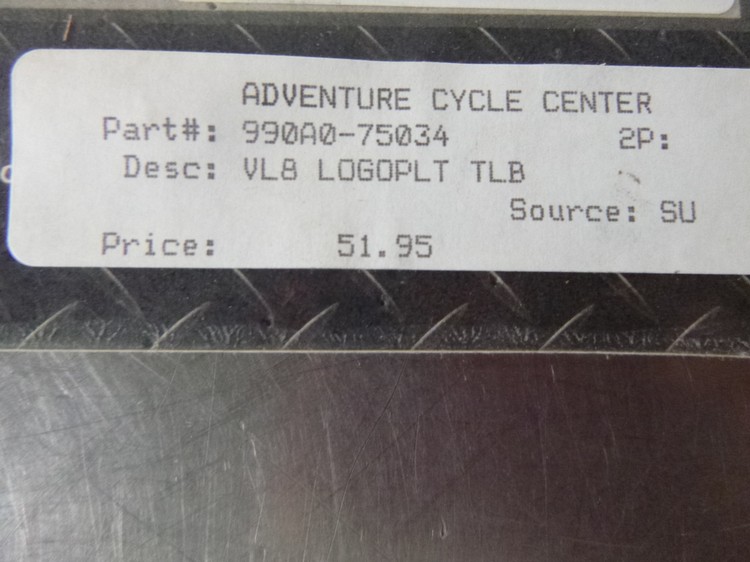 ADVENTURE CYCLE CENTER
Part#: 990A0-75034 2P:
Desc: VL8 LOGOPLT TLB
Source: SU
Price: 51.95